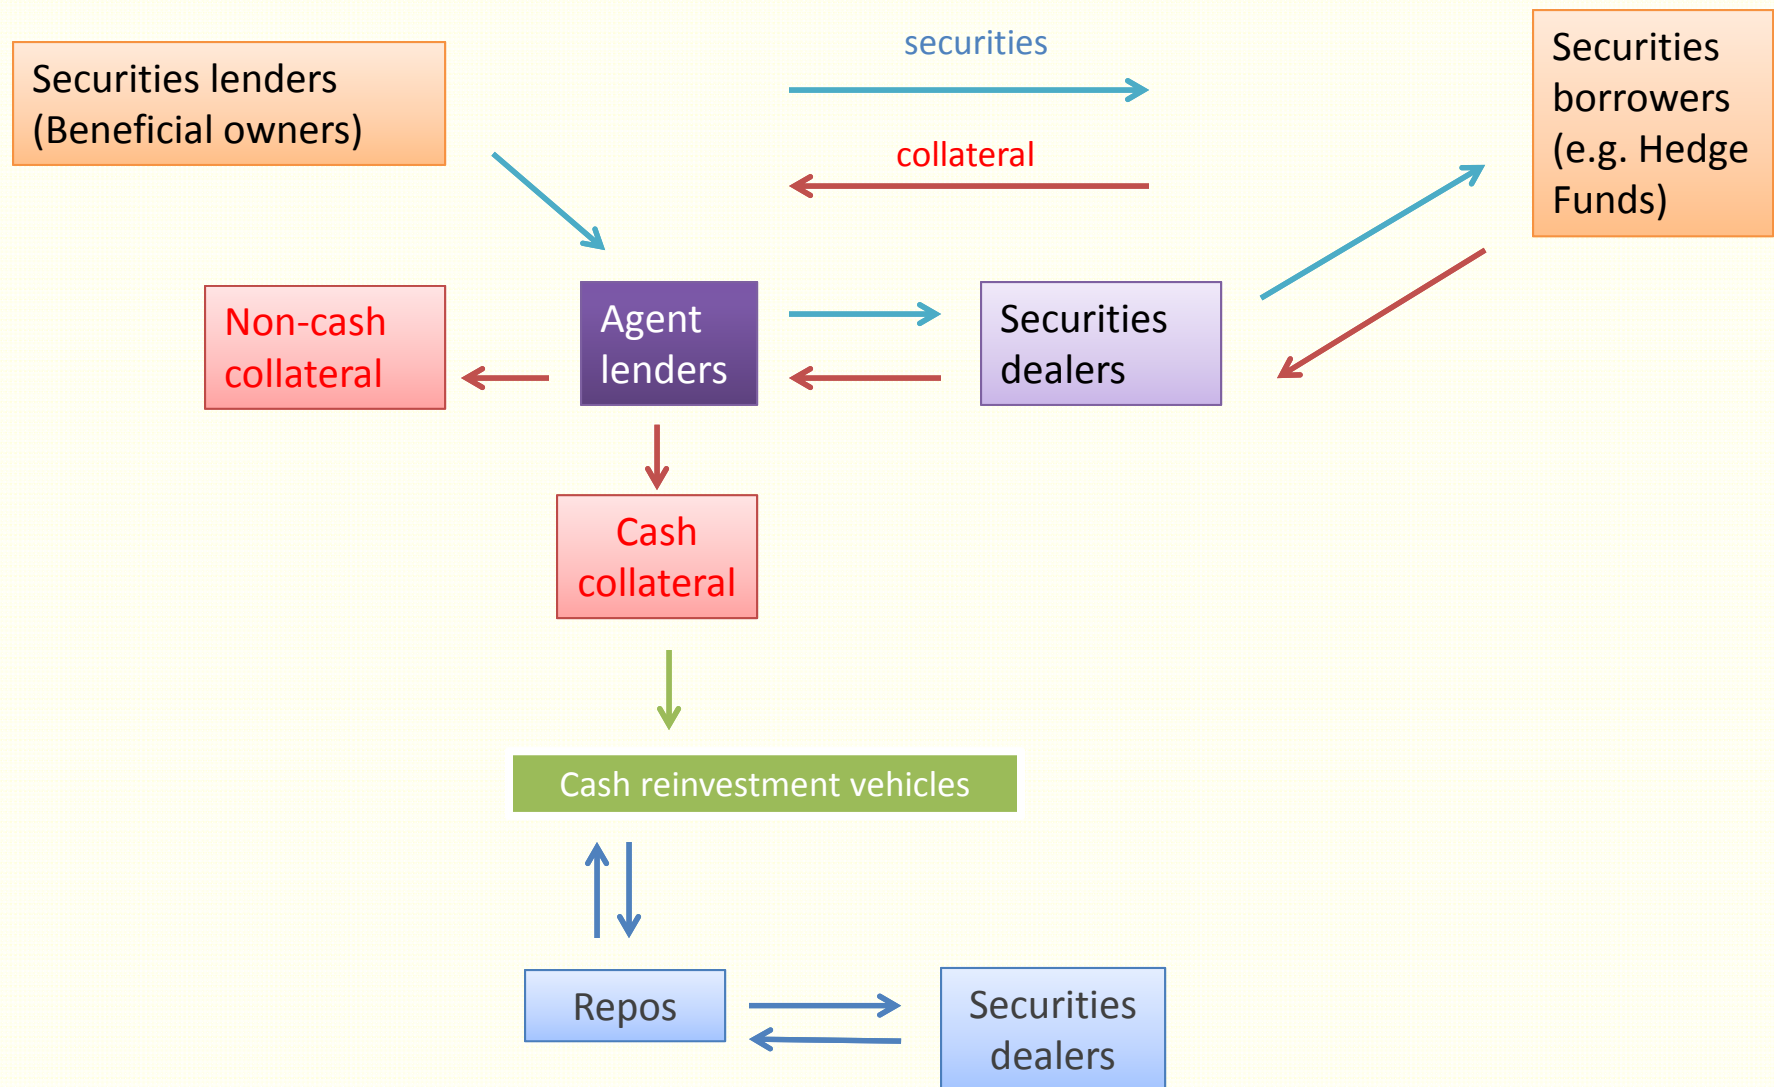 securities
Securities lenders
(Beneficial owners)
Securities
borrowers
(e.g. Hedge
Funds)
collateral
Non-cash
collateral
Agent
lenders
Securities
dealers
Cash
collateral
Cash reinvestment vehicles
Repos
Securities
dealers